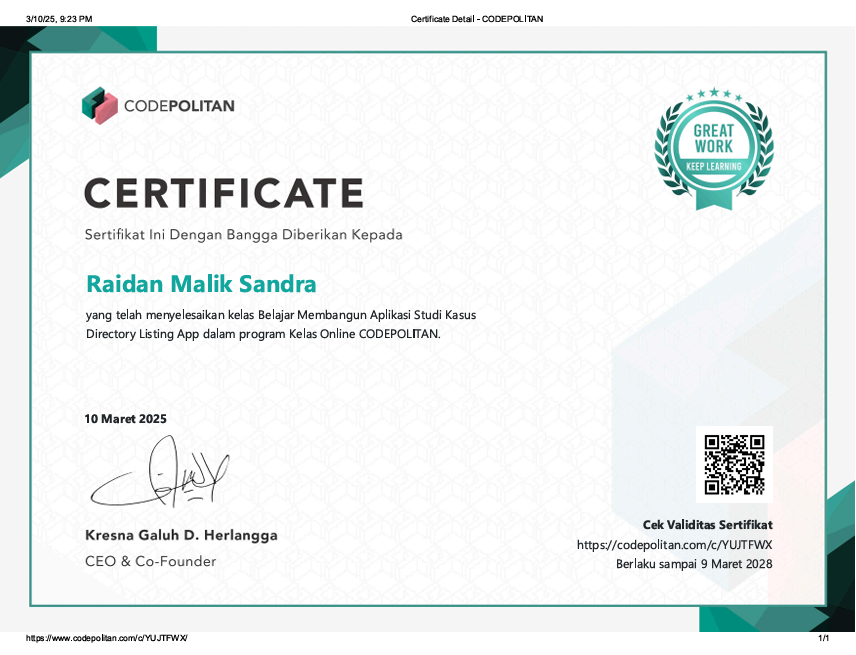 3/10/25, 9:23 PM
Certificate Detail - CODEPOLITAN
CODEPOLITAN
GREAT
WORK
KEEP LEARNING
CERTIFICATE
Sertifikat Ini Dengan Bangga Diberikan Kepada
Raidan Malik Sandra
yang telah menyelesaikan kelas Belajar Membangun Aplikasi Studi Kasus
Directory Listing App dalam program Kelas Online CODEPOLITAN.
10 Maret 2025
Kresna Galuh D. Herlangga
CEO & Co-Founder
Cek Validitas Sertifikat
https://codepolitan.com/c/YUJTFWX
Berlaku sampai 9 Maret 2028
https://www.codepolitan.com/c/YUJTFWX/
1/1